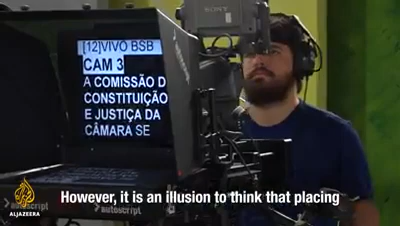 SONY
[12]VIVO BSB
CAM 3
A COMISSÃO D
CONSTITUIÇÃO
E JUSTIÇA DA
CÂMARA SE
However, it is an illusion to think that placing
autoscript
autoscript
ALJAZEERA